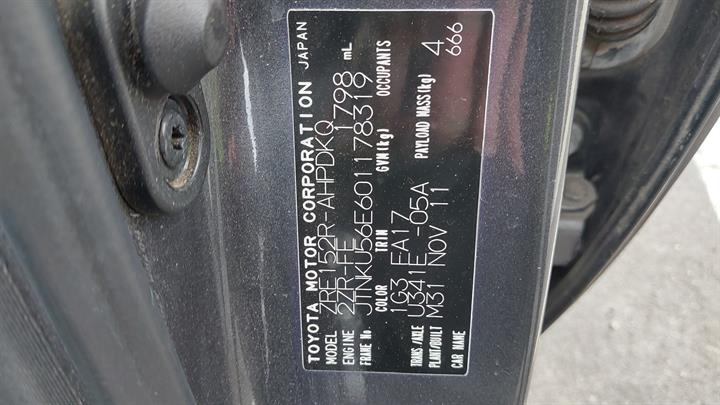 TOYOTA MOTOR CORPORATION JAPAN
MODEL ZRE152R-AHPDKQ
ENGINE 2ZR-FE 1798 mL
FRAME No. JTNKU56E601178319
COLOR TRIM GVM(kg) OCCUPANTS
1G3 EA17 4
TRANS/AXLE U341E -05A PAYLOAD MASS(kg) 666
PLANT/BUILT M31 NOV 11
CAR NAME